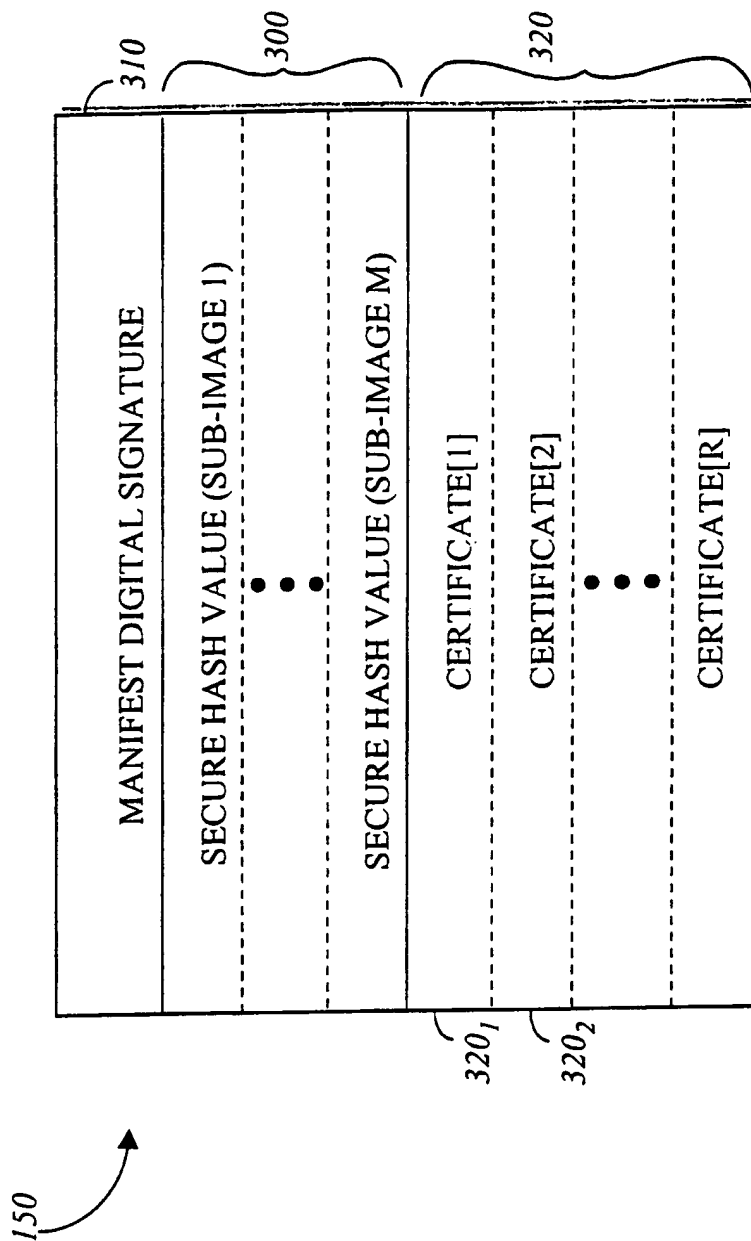 150
310
MANIFEST DIGITAL SIGNATURE
SECURE HASH VALUE (SUB-IMAGE 1)
300
SECURE HASH VALUE (SUB-IMAGE M)
CERTIFICATE[1]
320₁
CERTIFICATE[2]
320₂
320
CERTIFICATE[R]